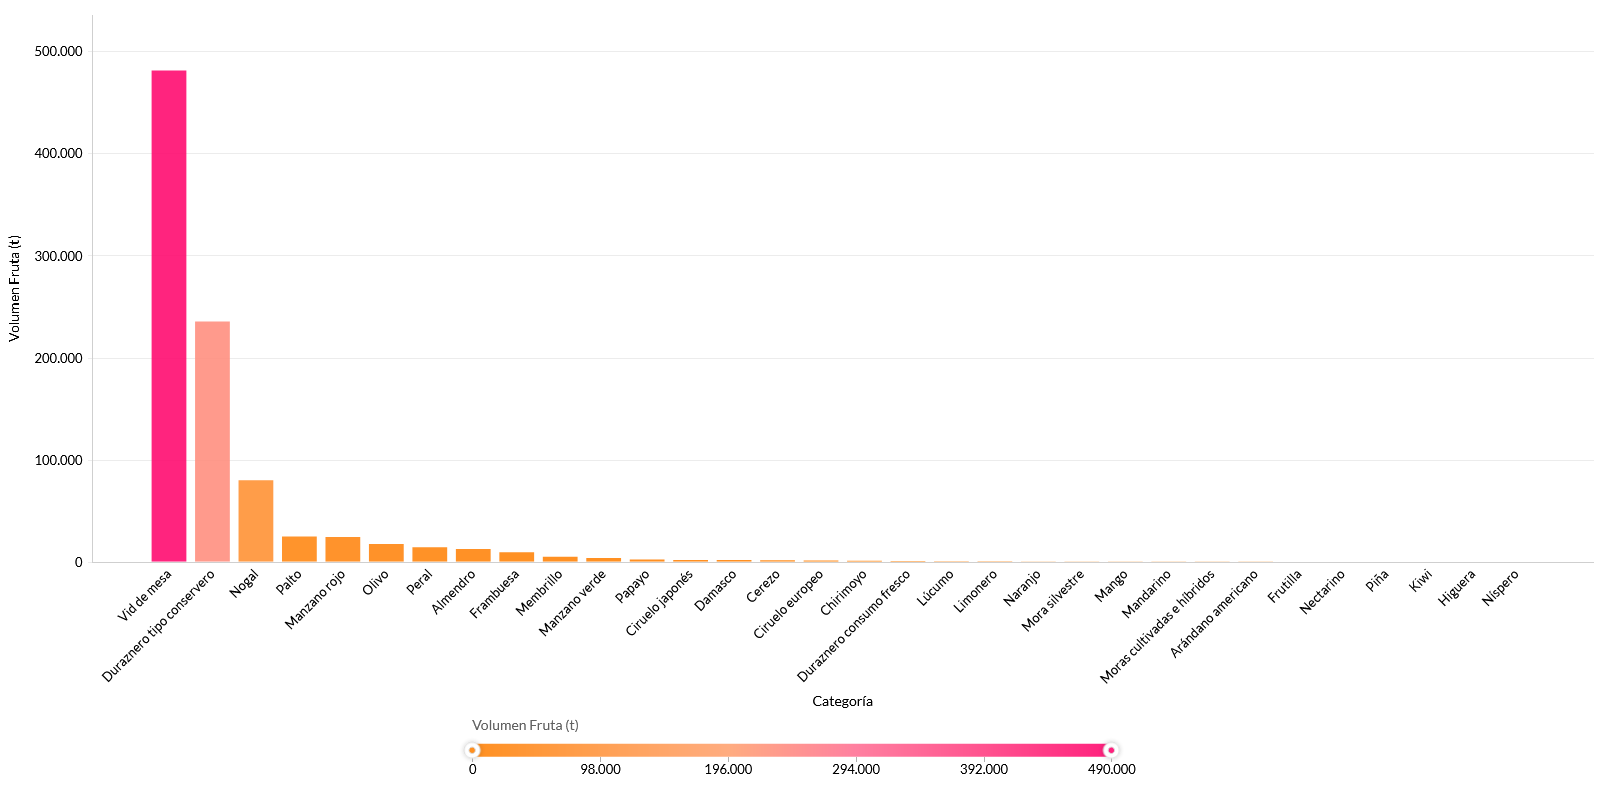 Volumen Fruta (t)
500.000
400.000
300.000
200.000
100.000
0
Vid de mesa
Duraznero tipo conservero
Nogal
Palto
Manzano rojo
Olivo
Peral
Almendro
Frambuesa
Membrillo
Manzano verde
Papayo
Ciruelo japonés
Damasco
Cerezo
Ciruelo europeo
Chirimoyo
Duraznero consumo fresco
Lúcumo
Limonero
Naranjo
Mora silvestre
Mango
Mandarino
Moras cultivadas e híbridos
Arándano americano
Frutilla
Nectarino
Piña
Kiwi
Higuera
Níspero
Categoría
Volumen Fruta (t)
0 98.000 196.000 294.000 392.000 490.000